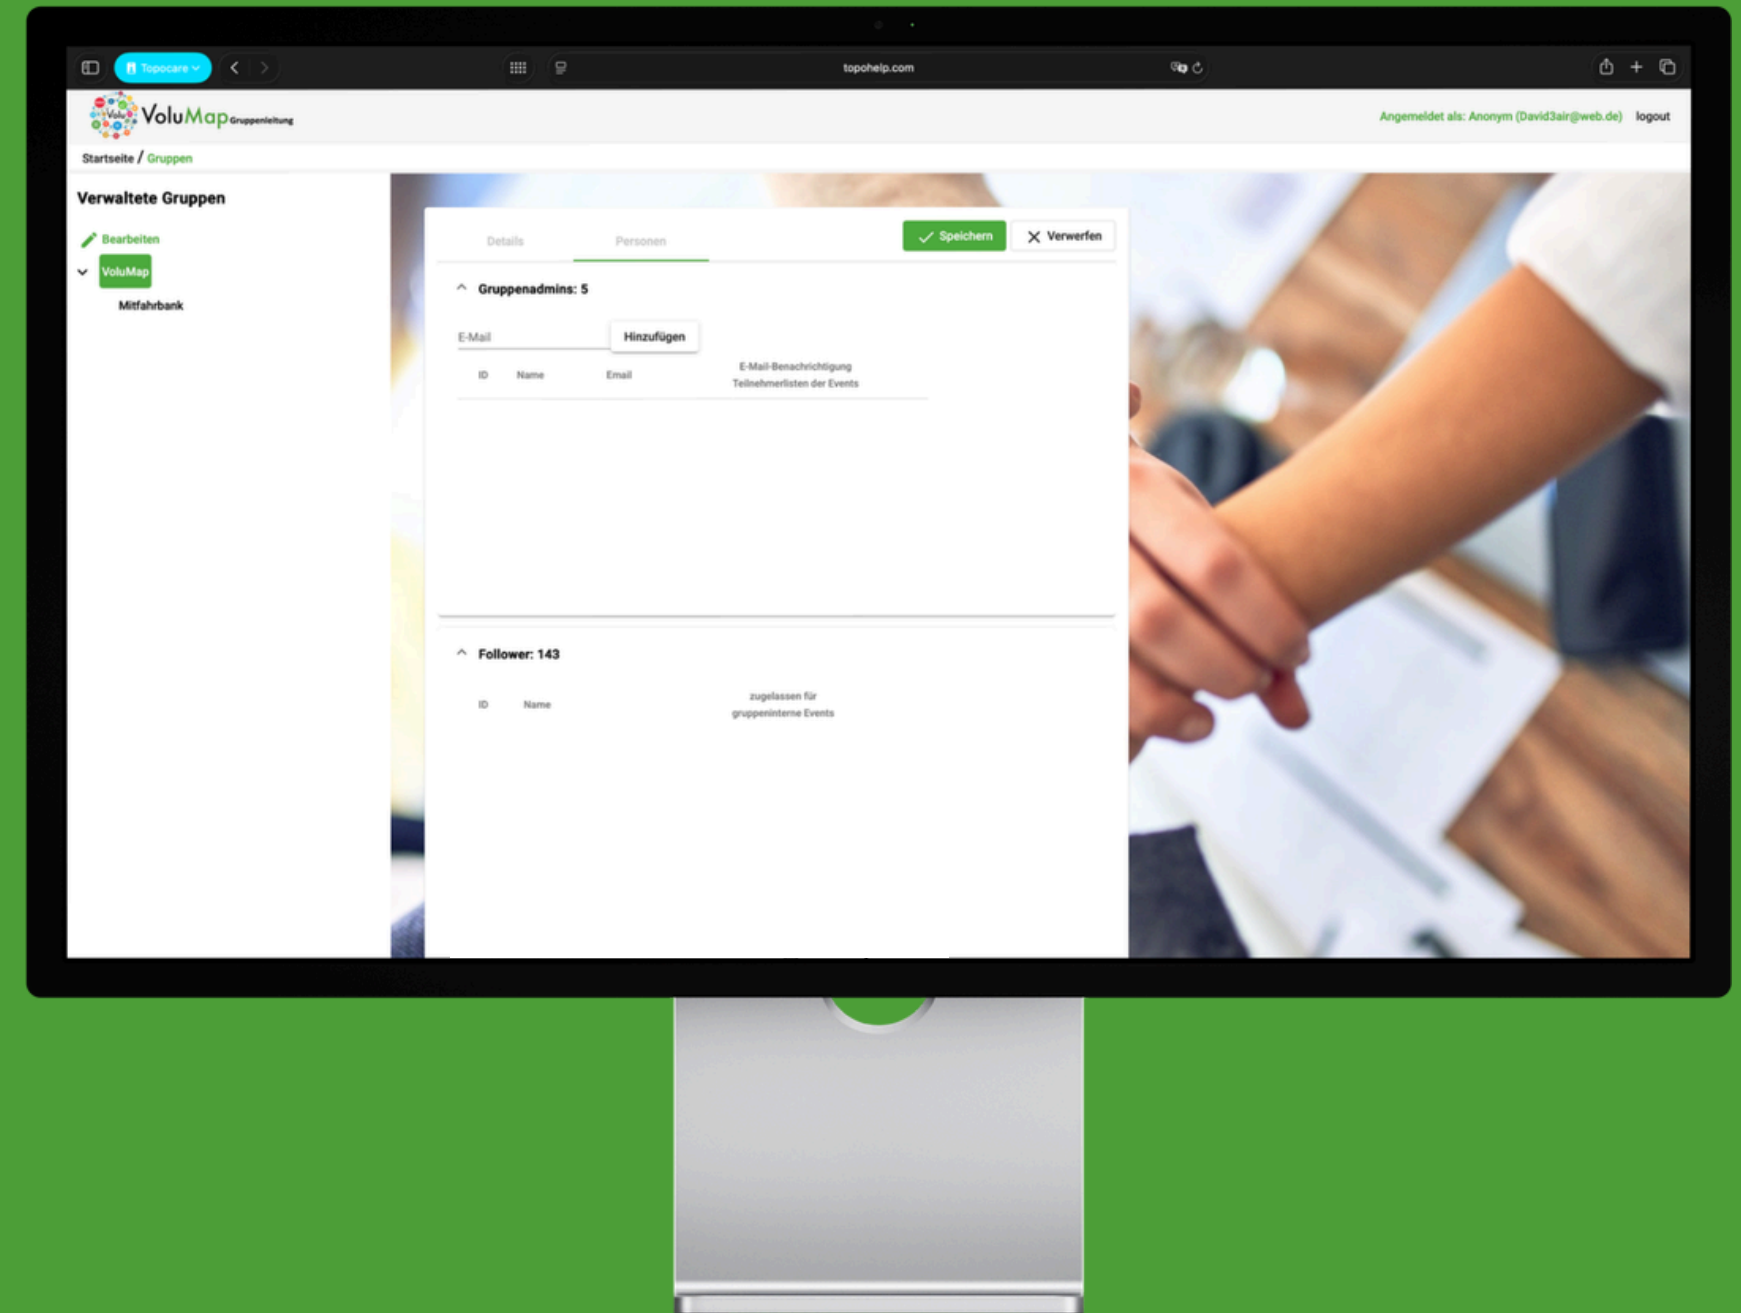 Topocare
topohelp.com
Volu
VoluMap Gruppenleitung
Angemeldet als: Anonym (David3air@web.de) logout
Startseite / Gruppen
Verwaltete Gruppen
Bearbeiten
VoluMap
Mitfahrbank
Details Personen
Speichern Verwerfen
Gruppenadmins: 5
E-Mail Hinzufügen
ID Name Email E-Mail-Benachrichtigung
Teilnehmerlisten der Events
Follower: 143
ID Name zugelassen für
gruppeninterne Events